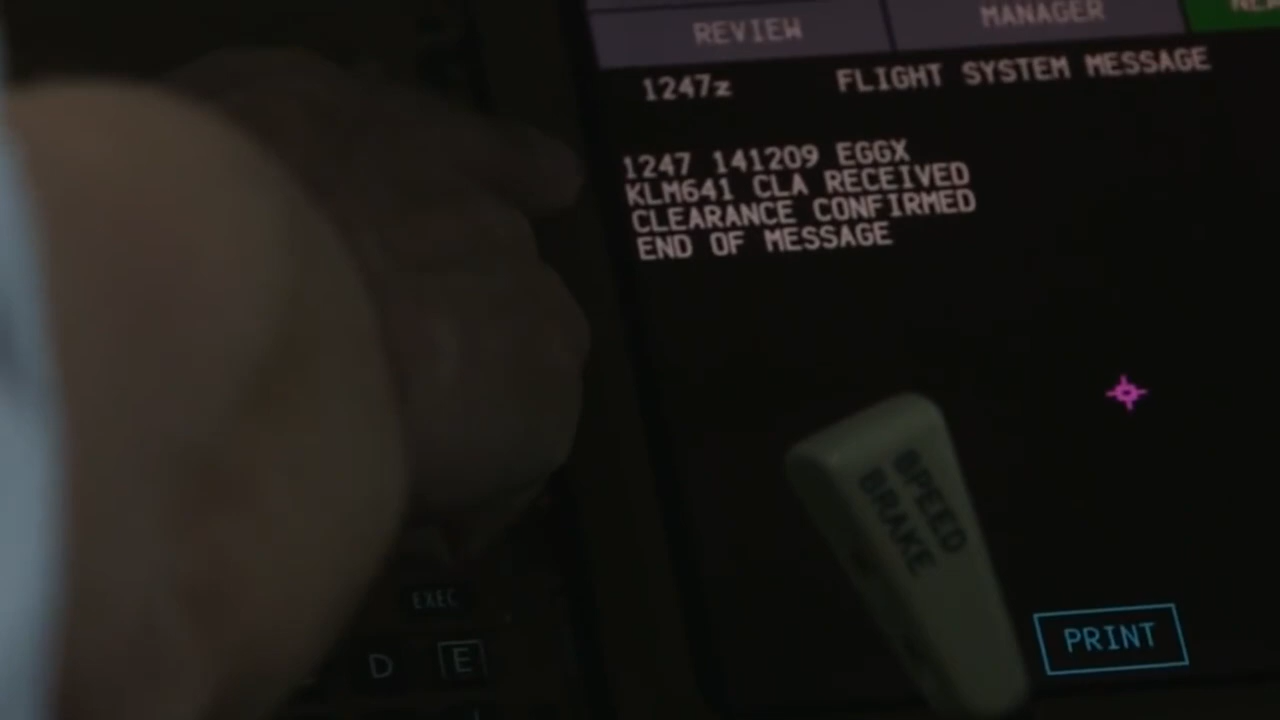 REVIEW
MANAGER
1247z FLIGHT SYSTEM MESSAGE
1247 141209 EGGX
KLM641 CLA RECEIVED
CLEARANCE CONFIRMED
END OF MESSAGE
SPEED
BRAKE
EXEC
D E
PRINT